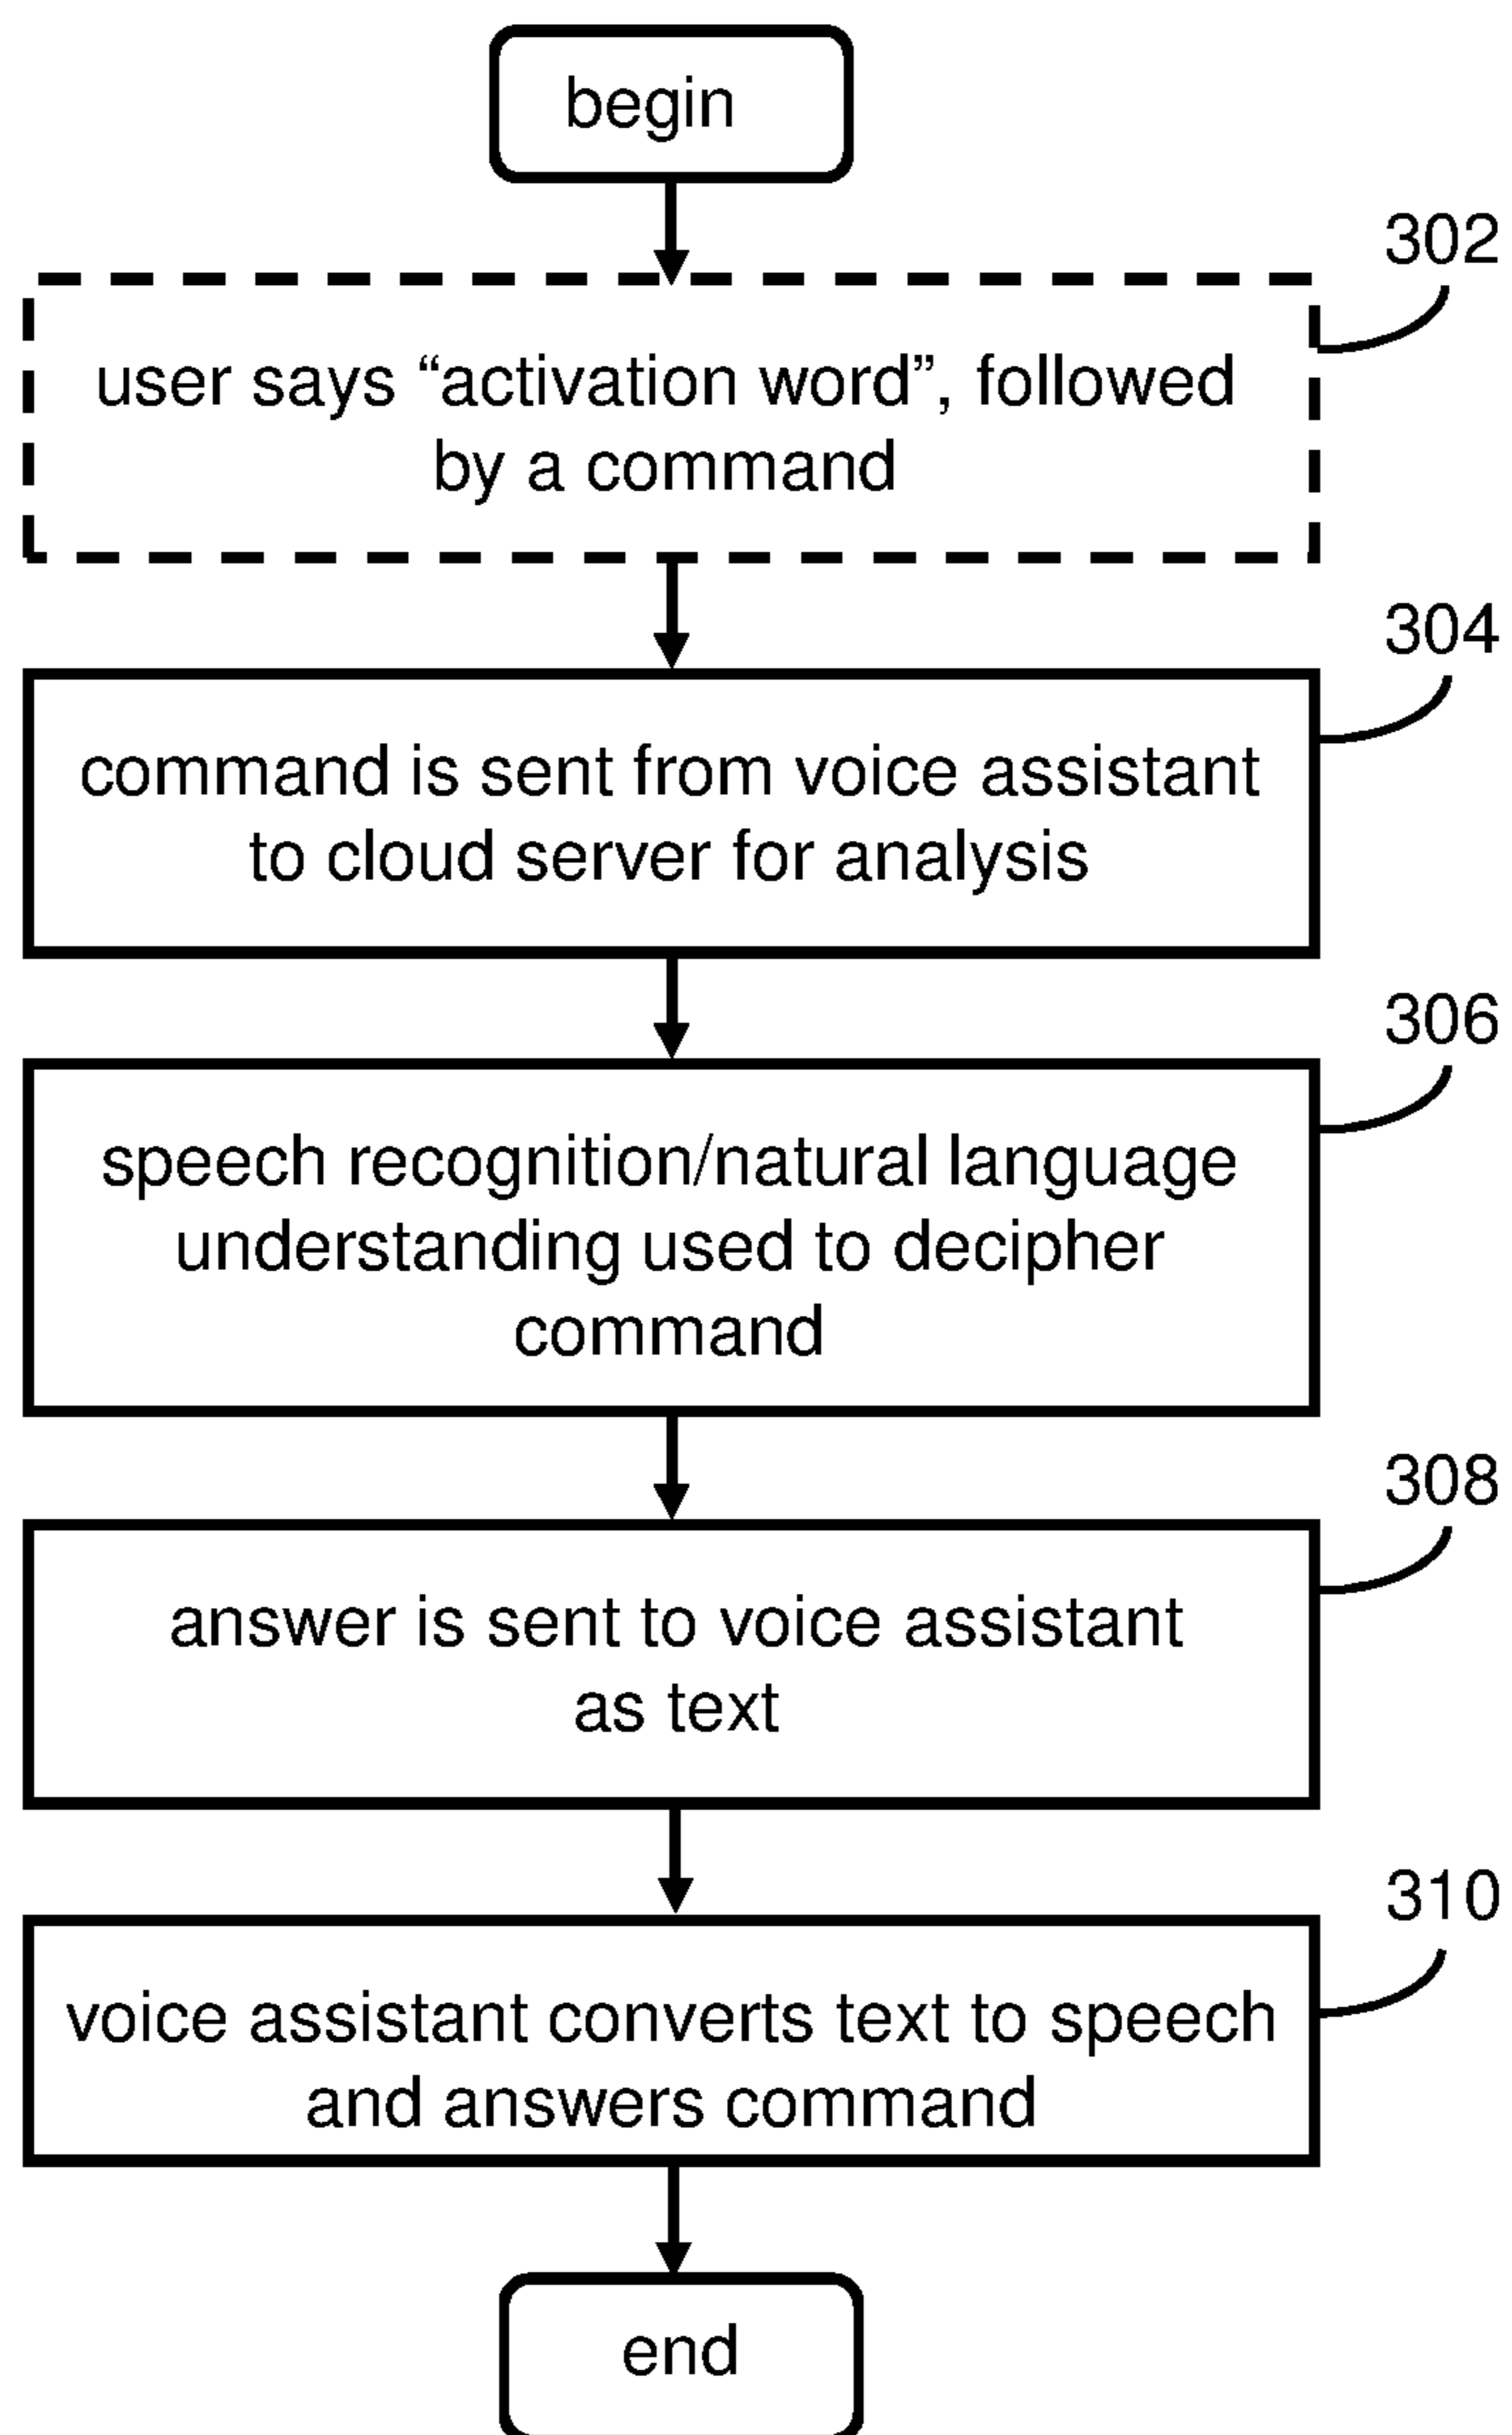 begin
302
user says “activation word”, followed
by a command
304
command is sent from voice assistant
to cloud server for analysis
306
speech recognition/natural language
understanding used to decipher
command
308
answer is sent to voice assistant
as text
310
voice assistant converts text to speech
and answers command
end